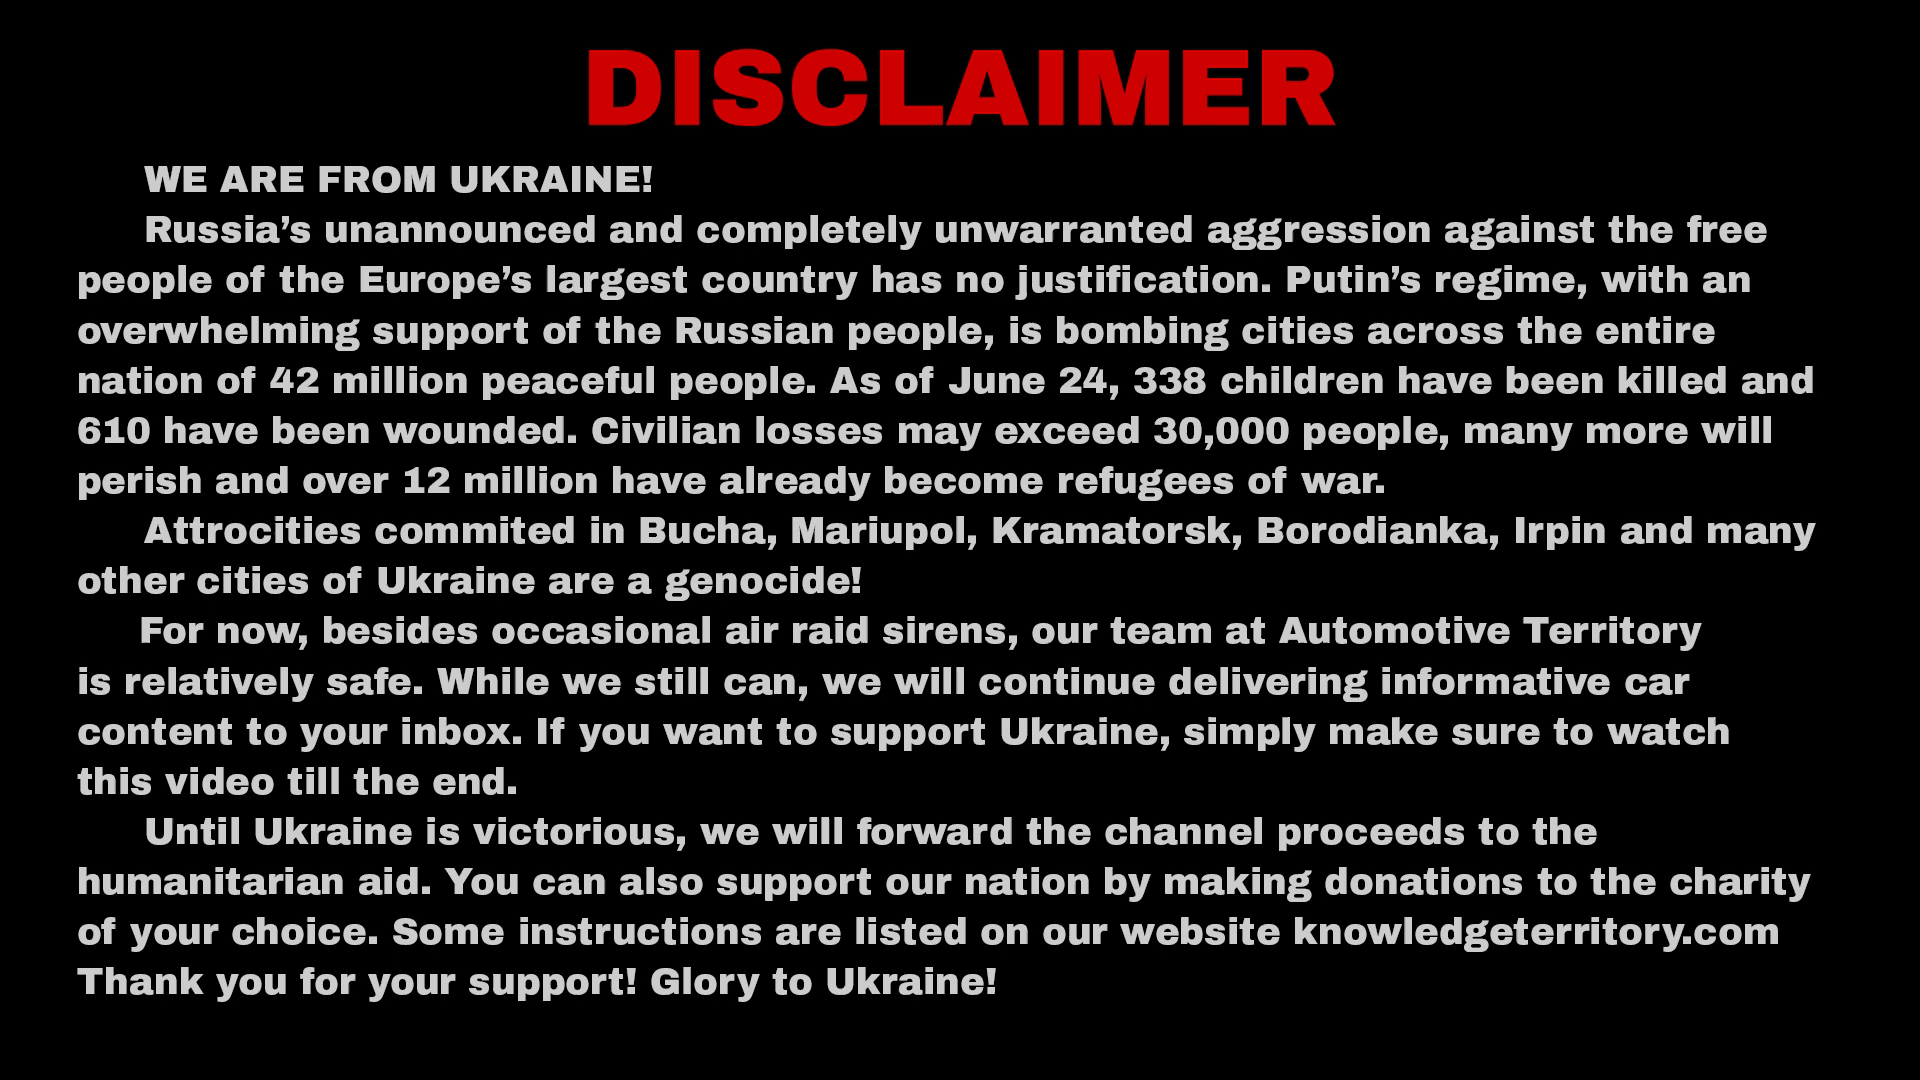 DISCLAIMER
WE ARE FROM UKRAINE!
Russia’s unannounced and completely unwarranted aggression against the free
people of the Europe’s largest country has no justification. Putin’s regime, with an
overwhelming support of the Russian people, is bombing cities across the entire
nation of 42 million peaceful people. As of June 24, 338 children have been killed and
610 have been wounded. Civilian losses may exceed 30,000 people, many more will
perish and over 12 million have already become refugees of war.
Attrocities commited in Bucha, Mariupol, Kramatorsk, Borodianka, Irpin and many
other cities of Ukraine are a genocide!
For now, besides occasional air raid sirens, our team at Automotive Territory
is relatively safe. While we still can, we will continue delivering informative car
content to your inbox. If you want to support Ukraine, simply make sure to watch
this video till the end.
Until Ukraine is victorious, we will forward the channel proceeds to the
humanitarian aid. You can also support our nation by making donations to the charity
of your choice. Some instructions are listed on our website knowledgeterritory.com
Thank you for your support! Glory to Ukraine!